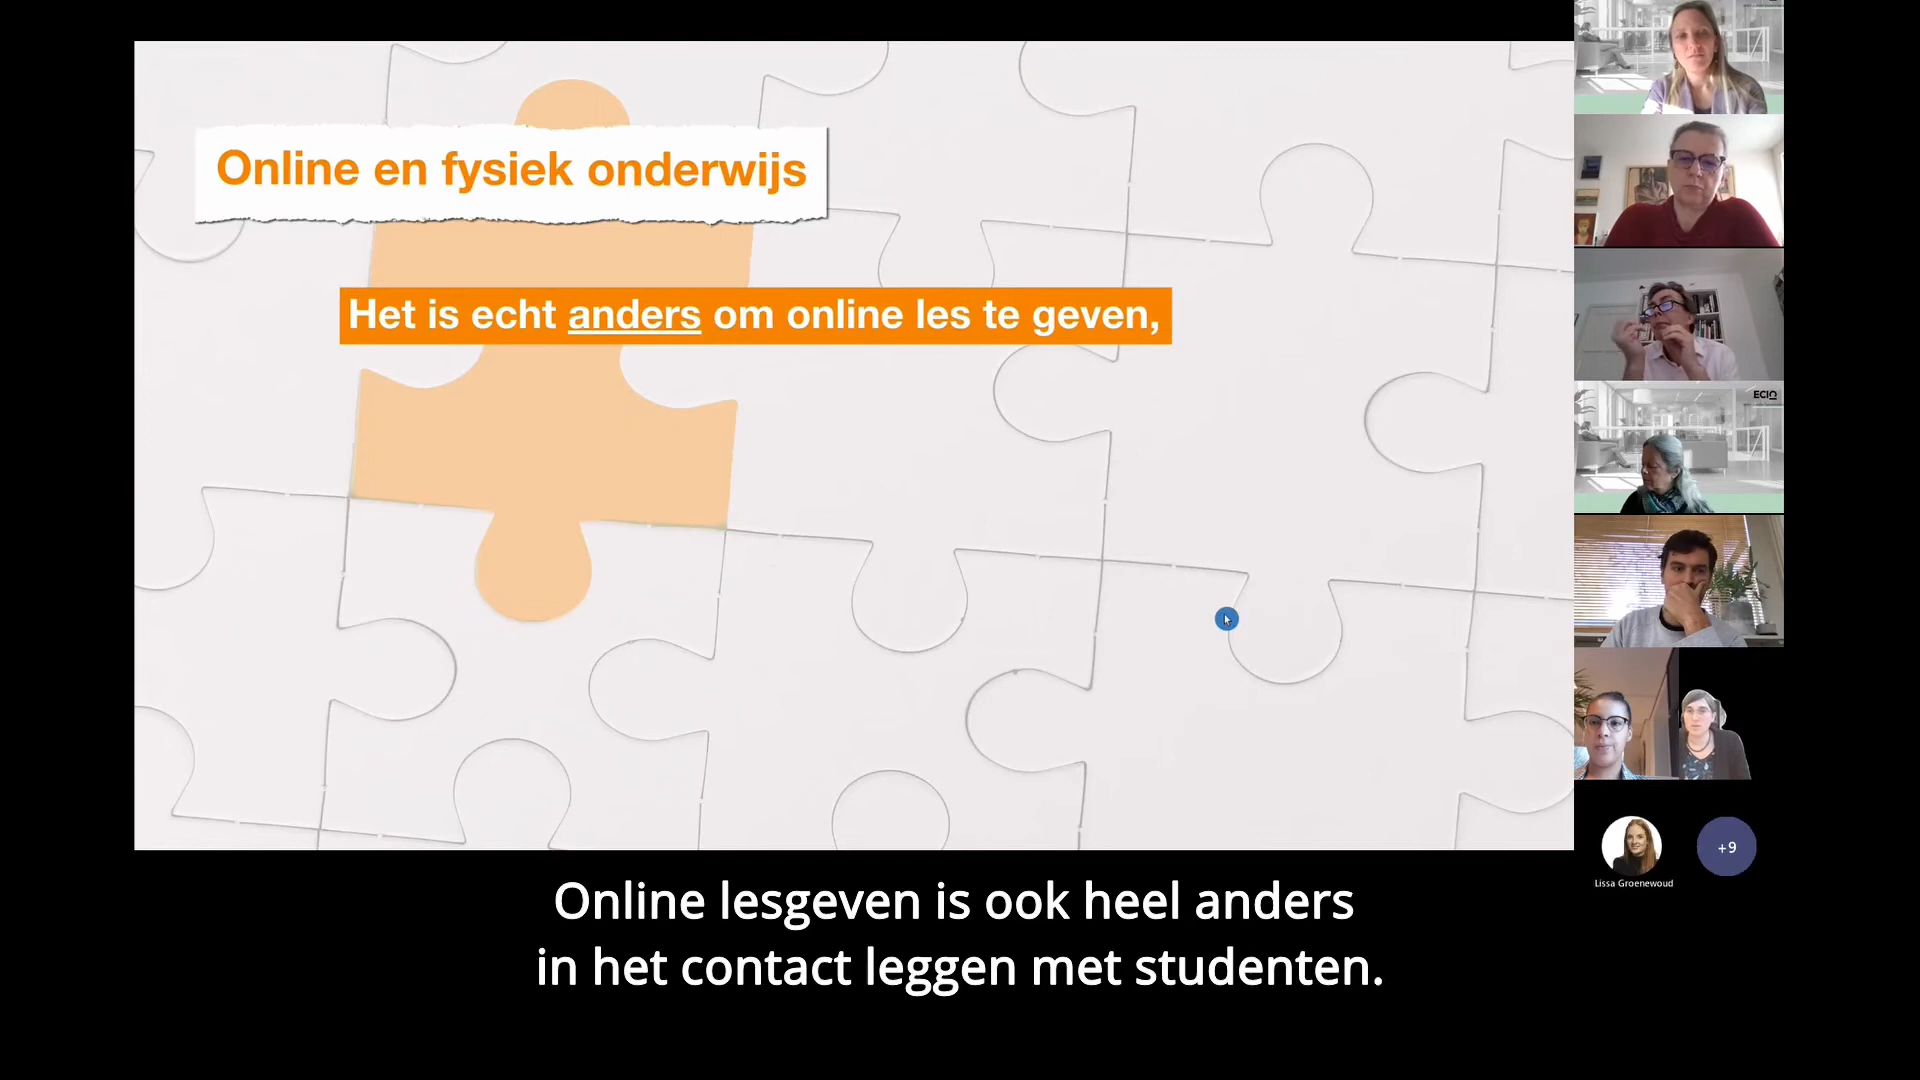 Online en fysiek onderwijs
Het is echt anders om online les te geven,
ECIO
Lissa Groenewoud
+9
Online lesgeven is ook heel anders
in het contact leggen met studenten.